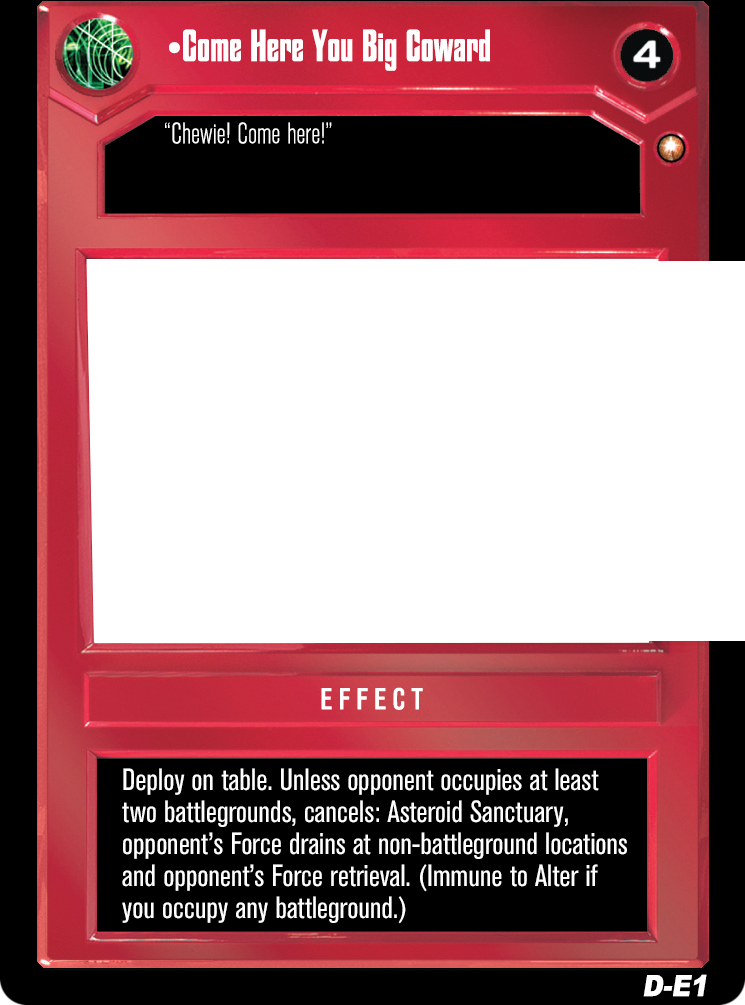 •Come Here You Big Coward
4
“Chewie! Come here!”
EFFECT
Deploy on table. Unless opponent occupies at least
two battlegrounds, cancels: Asteroid Sanctuary,
opponent’s Force drains at non-battleground locations
and opponent’s Force retrieval. (Immune to Alter if
you occupy any battleground.)
D-E1